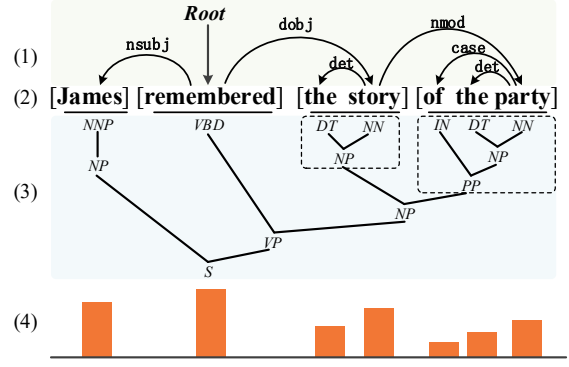 Root
nsubj dobj nmod
(1) det case det
(2) [James] [remembered] [the story] [of the party]
NNP VBD DT NN IN DT NN
NP NP NP
(3) PP
NP
VP
S
(4)